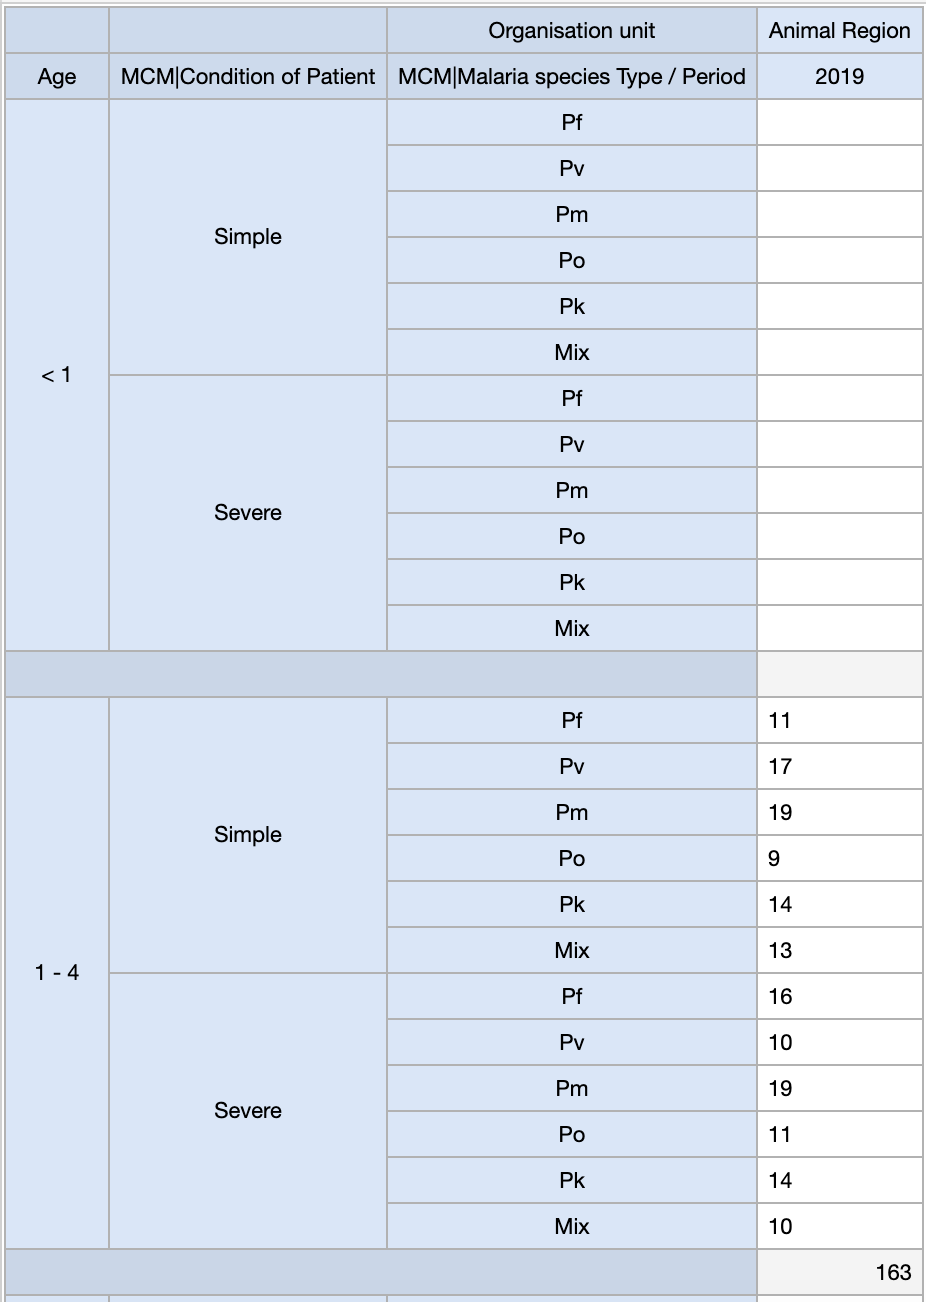 Organisation unit Animal Region
Age MCM|Condition of Patient MCM|Malaria species Type / Period 2019
< 1 Simple Pf
Pv
Pm
Po
Pk
Mix
Severe Pf
Pv
Pm
Po
Pk
Mix
1 - 4 Simple Pf 11
Pv 17
Pm 19
Po 9
Pk 14
Mix 13
Severe Pf 16
Pv 10
Pm 19
Po 11
Pk 14
Mix 10
163